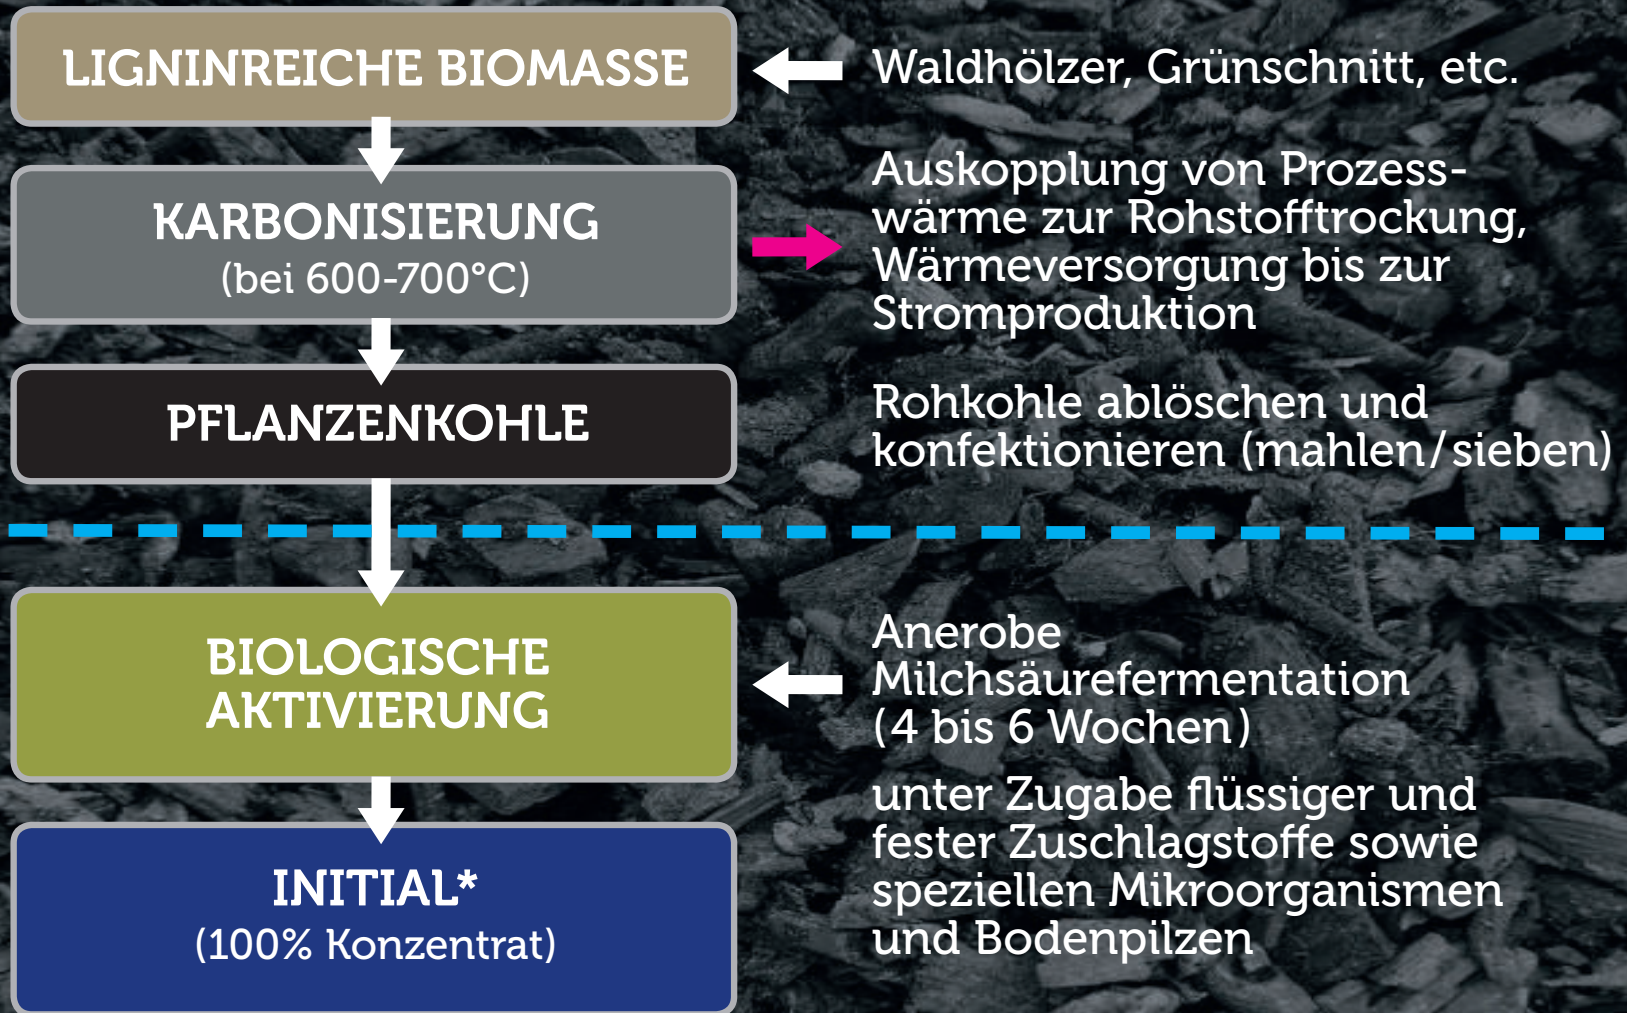 LIGNINREICHE BIOMASSE
Waldhölzer, Grünschnitt, etc.
KARBONISIERUNG
(bei 600-700°C)
Auskopplung von Prozess-
wärme zur Rohstofftrockung,
Wärmeversorgung bis zur
Stromproduktion
PFLANZENKOHLE
Rohkohle ablöschen und
konfektionieren (mahlen/sieben)
BIOLOGISCHE
AKTIVIERUNG
Anerobe
Milchsäurefermentation
(4 bis 6 Wochen)
unter Zugabe flüssiger und
fester Zuschlagstoffe sowie
speziellen Mikroorganismen
und Bodenpilzen
INITIAL*
(100% Konzentrat)